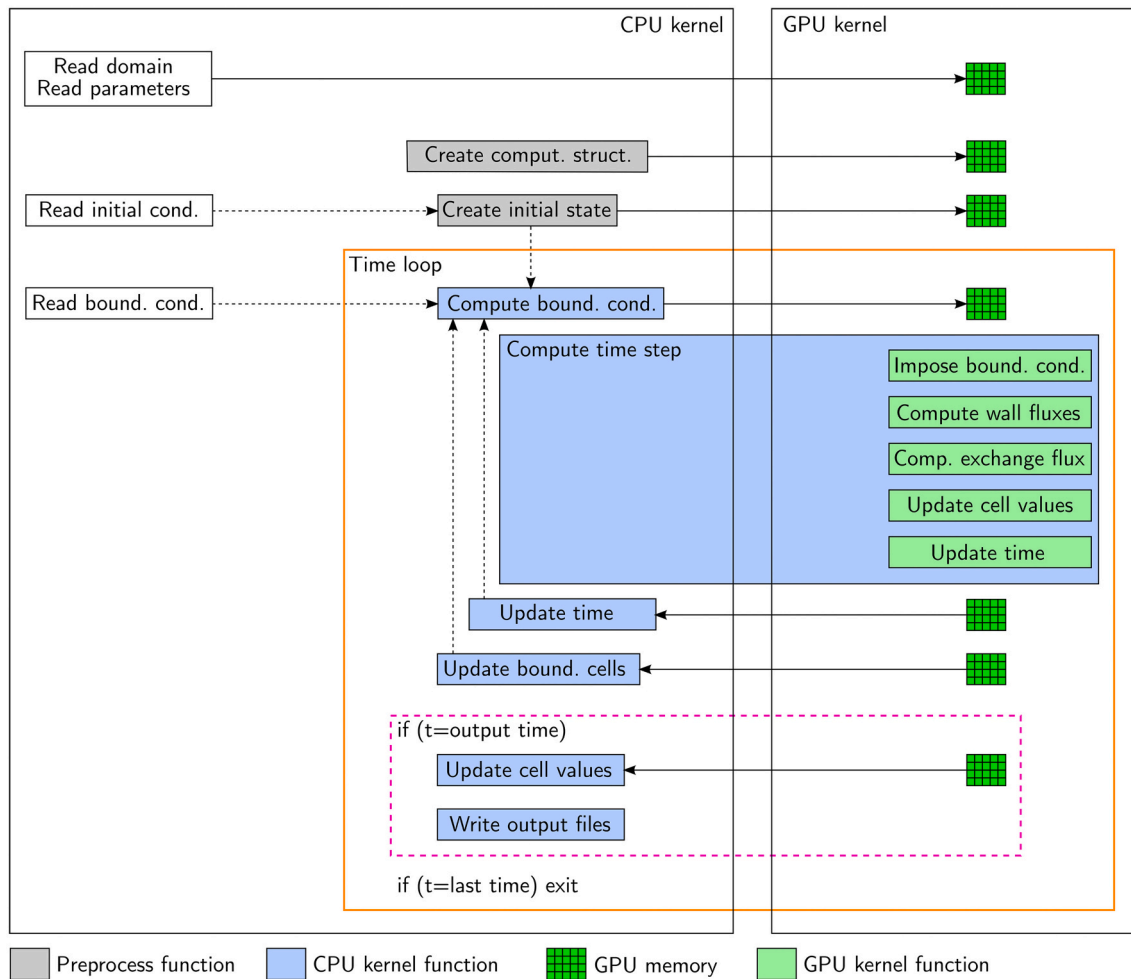 CPU kernel
GPU kernel
Read domain
Read parameters
Create comput. struct.
Read initial cond.
Create initial state
Time loop
Read bound. cond.
Compute bound. cond.
Compute time step
Impose bound. cond.
Compute wall fluxes
Comp. exchange flux
Update cell values
Update time
Update time
Update bound. cells
if (t=output time)
Update cell values
Write output files
if (t=last time) exit
Preprocess function
CPU kernel function
GPU memory
GPU kernel function